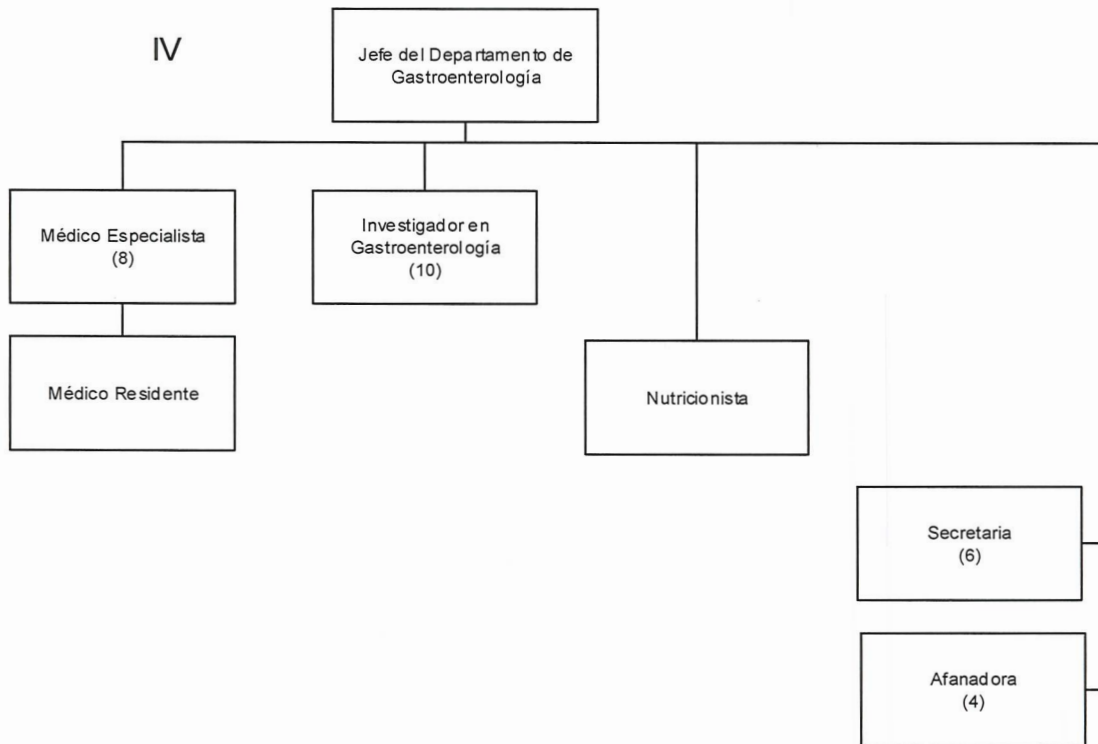 IV
Jefe del Departamento de
Gastroenterología
Médico Especialista
(8)
Investigador en
Gastroenterología
(10)
Médico Residente
Nutricionista
Secretaria
(6)
Afanadora
(4)